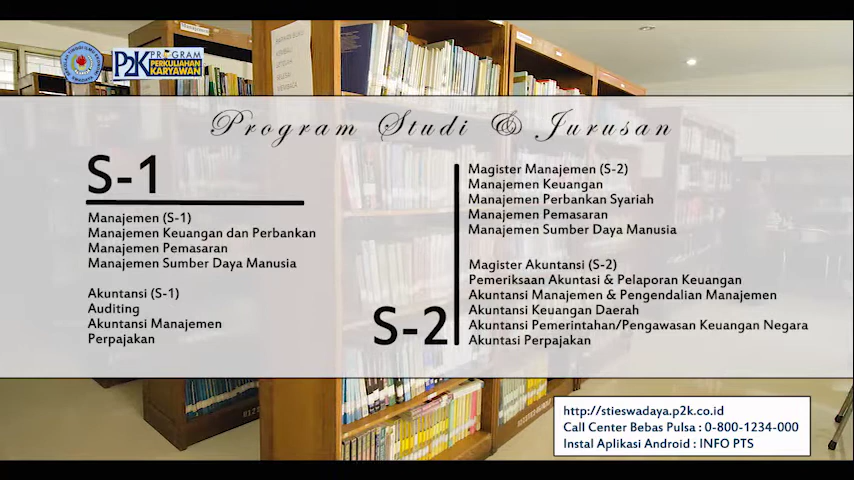 P2K PROGRAM
PERKULIAHAN
KARYAWAN
Program Studi & Jurusan
S-1
Manajemen (S-1)
Manajemen Keuangan dan Perbankan
Manajemen Pemasaran
Manajemen Sumber Daya Manusia
Akuntansi (S-1)
Auditing
Akuntansi Manajemen
Perpajakan
S-2
Magister Manajemen (S-2)
Manajemen Keuangan
Manajemen Perbankan Syariah
Manajemen Pemasaran
Manajemen Sumber Daya Manusia
Magister Akuntansi (S-2)
Pemeriksaan Akuntasi & Pelaporan Keuangan
Akuntansi Manajemen & Pengendalian Manajemen
Akuntansi Keuangan Daerah
Akuntansi Pemerintahan/Pengawasan Keuangan Negara
Akuntasi Perpajakan
http://stieswadaya.p2k.co.id
Call Center Bebas Pulsa : 0-800-1234-000
Instal Aplikasi Android : INFO PTS